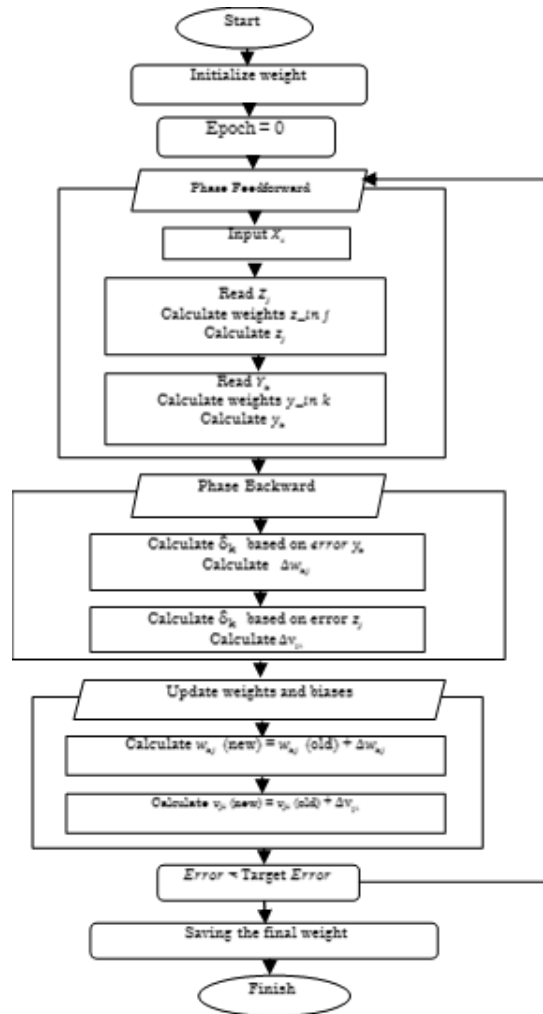 Start
Initialize weight
Epoch = 0
Phase Feedforward
Input Xᵢ
Read Zⱼ
Calculate weights z_in j
Calculate zⱼ
Read Yₖ
Calculate weights y_in k
Calculate yₖ
Phase Backward
Calculate δₖ based on error yₖ
Calculate Δwₖⱼ
Calculate δₖ based on error zⱼ
Calculate Δvⱼᵢ
Update weights and biases
Calculate wₖⱼ (new) = wₖⱼ (old) + Δwₖⱼ
Calculate vⱼᵢ (new) = vⱼᵢ (old) + Δvⱼᵢ
Error Target Error
Saving the final weight
Finish